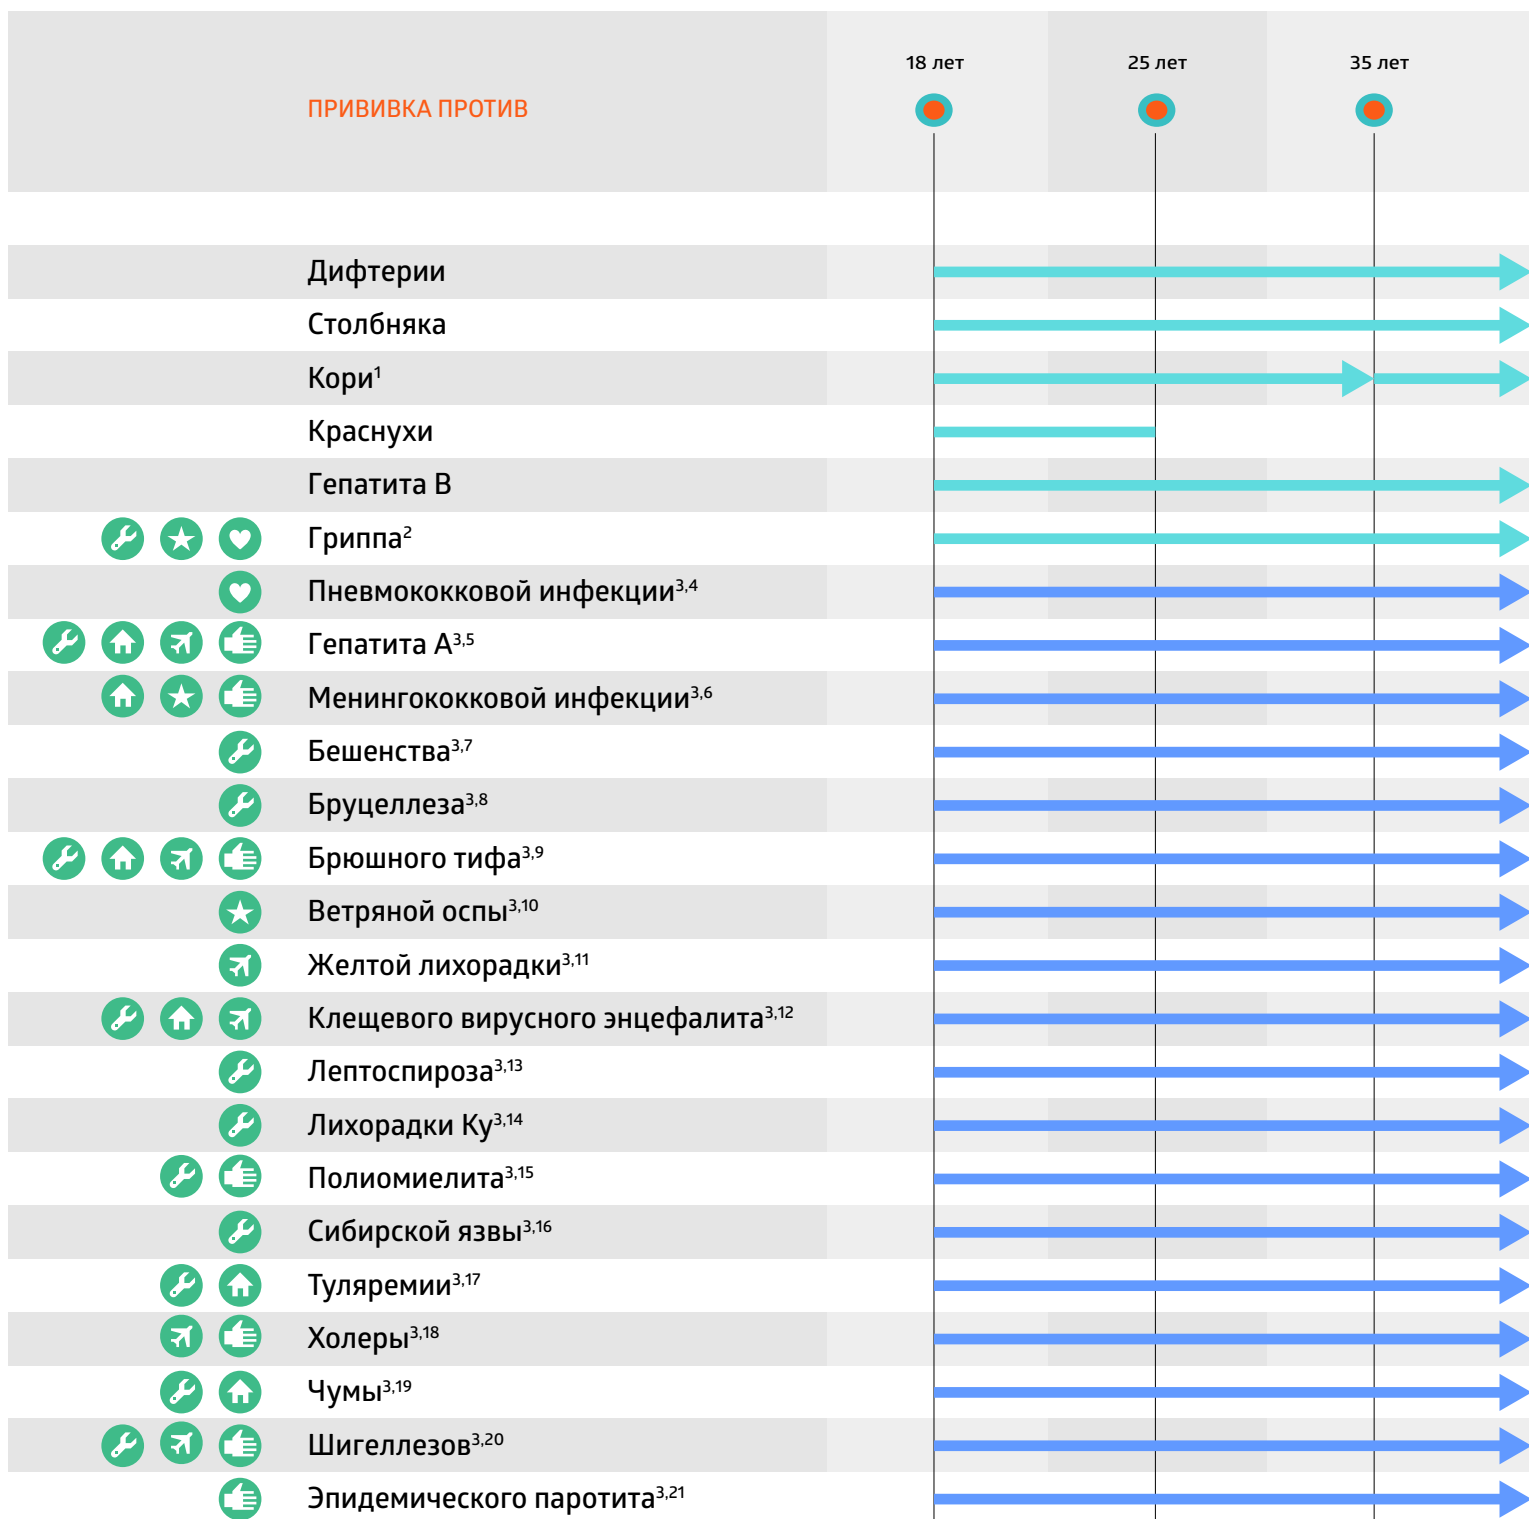 18 лет 25 лет 35 лет
ПРИВИВКА ПРОТИВ
Дифтерии
Столбняка
Кори¹
Краснухи
Гепатита В
Гриппа²
Пневмококковой инфекции³,⁴
Гепатита А³,⁵
Менингококковой инфекции³,⁶
Бешенства³,⁷
Бруцеллеза³,⁸
Брюшного тифа³,⁹
Ветряной оспы³,¹⁰
Желтой лихорадки³,¹¹
Клещевого вирусного энцефалита³,¹²
Лептоспироза³,¹³
Лихорадки Ку³,¹⁴
Полиомиелита³,¹⁵
Сибирской язвы³,¹⁶
Туляремии³,¹⁷
Холеры³,¹⁸
Чумы³,¹⁹
Шигеллезов³,²⁰
Эпидемического паротита³,²¹